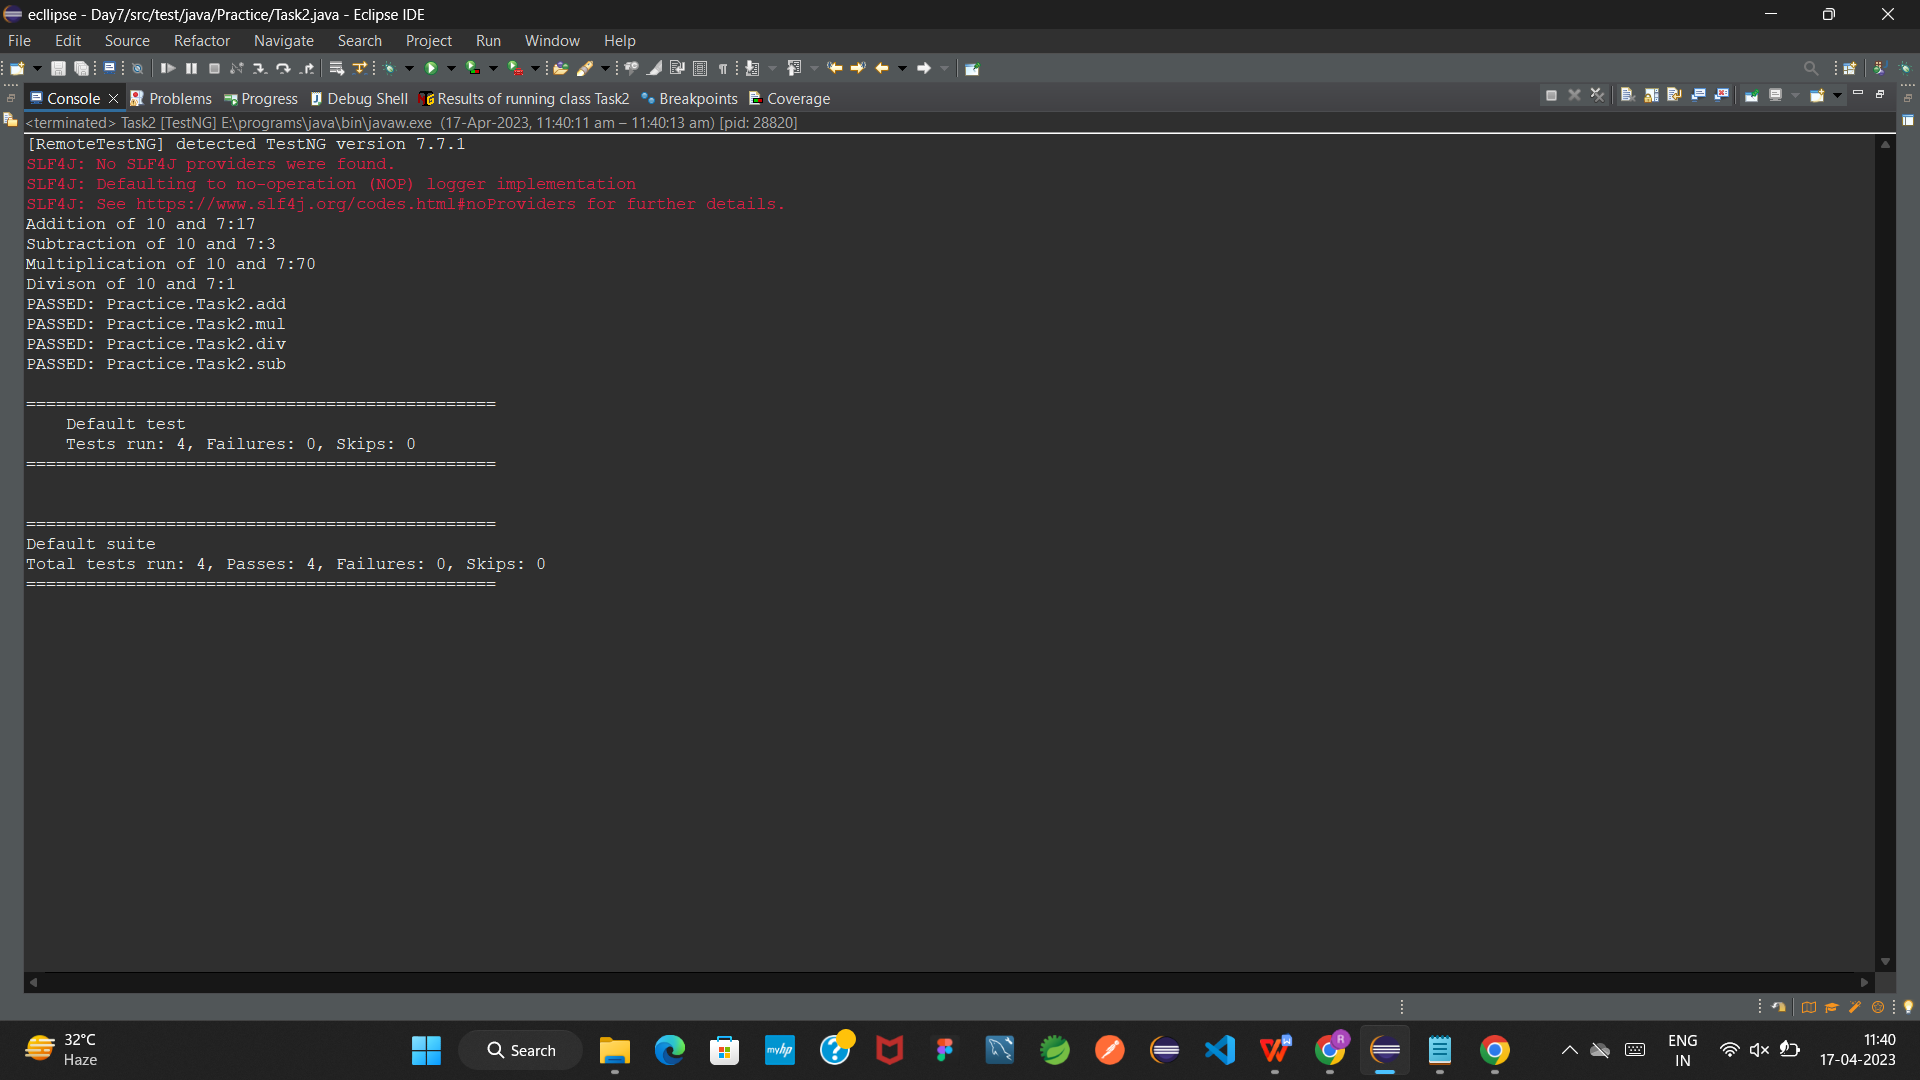 ecllipse - Day7/src/test/java/Practice/Task2.java - Eclipse IDE
File Edit Source Refactor Navigate Search Project Run Window Help
Console Problems Progress Debug Shell Results of running class Task2 Breakpoints Coverage
<terminated> Task2 [TestNG] E:\programs\java\bin\javaw.exe (17-Apr-2023, 11:40:11 am – 11:40:13 am) [pid: 28820]
[RemoteTestNG] detected TestNG version 7.7.1
SLF4J: No SLF4J providers were found.
SLF4J: Defaulting to no-operation (NOP) logger implementation
SLF4J: See https://www.slf4j.org/codes.html#noProviders for further details.
Addition of 10 and 7:17
Subtraction of 10 and 7:3
Multiplication of 10 and 7:70
Divison of 10 and 7:1
PASSED: Practice.Task2.add
PASSED: Practice.Task2.mul
PASSED: Practice.Task2.div
PASSED: Practice.Task2.sub
===============================================
Default test
Tests run: 4, Failures: 0, Skips: 0
===============================================
===============================================
Default suite
Total tests run: 4, Passes: 4, Failures: 0, Skips: 0
===============================================
32°C
Haze
Search
myhp
R
ENG
IN
11:40
17-04-2023